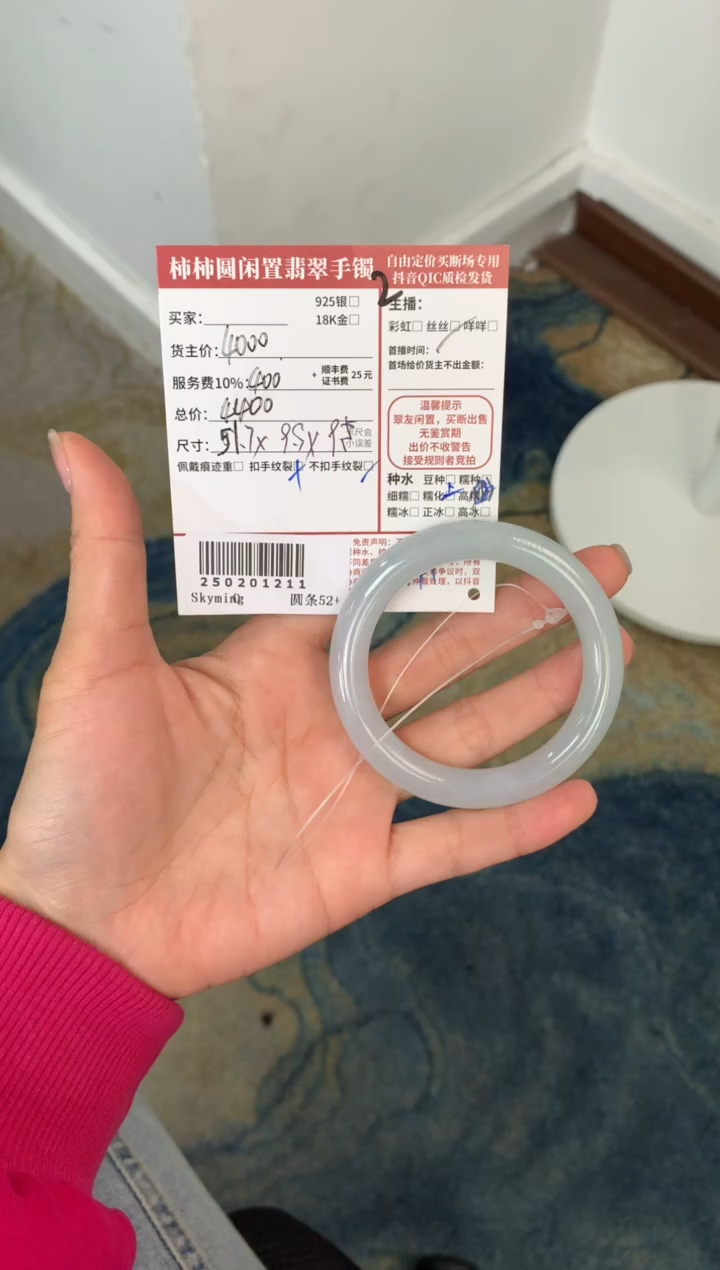 柿柿圆闲置翡翠手镯
自由定价买断场专用
抖音QIC质检发货
2
925银□
18K金□
买家:
货主价: 4000
服务费10%: 400 + 顺丰费 证书费 25元
总价: 4400
尺寸: 51.7x 9.5x 9.5
佩戴痕迹重□ 扣手纹裂□ 不扣手纹裂□
主播:
彩虹□ 丝丝□ 咩咩□
首播时间:
首场给价货主不出金额:
温馨提示
翠友闲置，买断出售
无鉴赏期
出价不收警告
接受规则者竞拍
种水 豆种□ 糯种□
细糯□ 糯化□ 高糯
糯冰□ 正冰□ 高冰□
免责声明:
250201211
Skyming
圆条52+